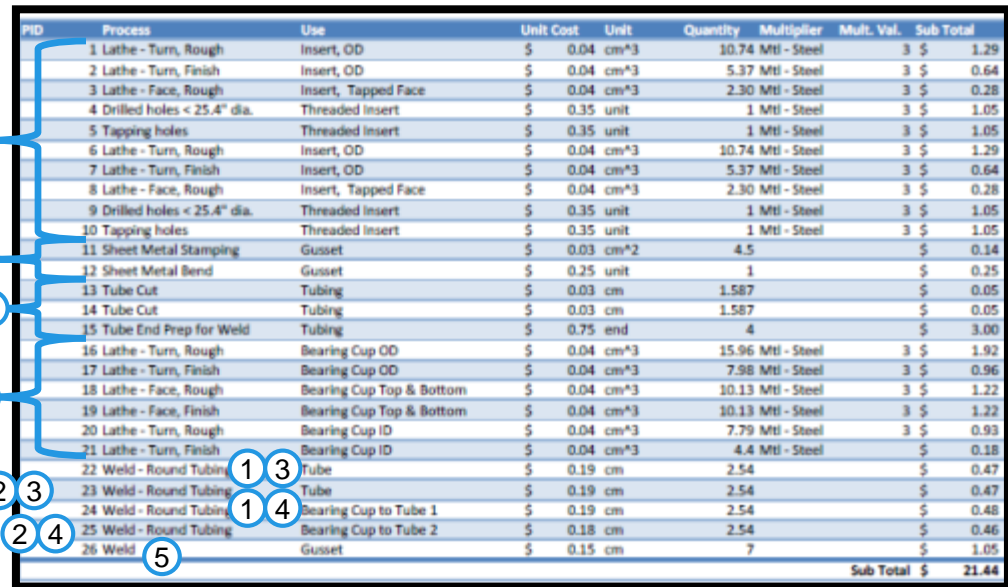 PID Process Use Unit Cost Unit Quantity Multiplier Mult. Val. Sub Total
1 Lathe - Turn, Rough Insert, OD $ 0.04 cm^3 10.74 Mtl - Steel 3 $ 1.29
2 Lathe - Turn, Finish Insert, OD $ 0.04 cm^3 5.37 Mtl - Steel 3 $ 0.64
3 Lathe - Face, Rough Insert, Tapped Face $ 0.04 cm^3 2.30 Mtl - Steel 3 $ 0.28
4 Drilled holes < 25.4" dia. Threaded Insert $ 0.35 unit 1 Mtl - Steel 3 $ 1.05
5 Tapping holes Threaded Insert $ 0.35 unit 1 Mtl - Steel 3 $ 1.05
6 Lathe - Turn, Rough Insert, OD $ 0.04 cm^3 10.74 Mtl - Steel 3 $ 1.29
7 Lathe - Turn, Finish Insert, OD $ 0.04 cm^3 5.37 Mtl - Steel 3 $ 0.64
8 Lathe - Face, Rough Insert, Tapped Face $ 0.04 cm^3 2.30 Mtl - Steel 3 $ 0.28
9 Drilled holes < 25.4" dia. Threaded Insert $ 0.35 unit 1 Mtl - Steel 3 $ 1.05
10 Tapping holes Threaded Insert $ 0.35 unit 1 Mtl - Steel 3 $ 1.05
11 Sheet Metal Stamping Gusset $ 0.03 cm^2 4.5 $ 0.14
12 Sheet Metal Bend Gusset $ 0.25 unit 1 $ 0.25
13 Tube Cut Tubing $ 0.03 cm 1.587 $ 0.05
14 Tube Cut Tubing $ 0.03 cm 1.587 $ 0.05
15 Tube End Prep for Weld Tubing $ 0.75 end 4 $ 3.00
16 Lathe - Turn, Rough Bearing Cup OD $ 0.04 cm^3 15.96 Mtl - Steel 3 $ 1.92
17 Lathe - Turn, Finish Bearing Cup OD $ 0.04 cm^3 7.98 Mtl - Steel 3 $ 0.96
18 Lathe - Face, Rough Bearing Cup Top & Bottom $ 0.04 cm^3 10.13 Mtl - Steel 3 $ 1.22
19 Lathe - Face, Finish Bearing Cup Top & Bottom $ 0.04 cm^3 10.13 Mtl - Steel 3 $ 1.22
20 Lathe - Turn, Rough Bearing Cup ID $ 0.04 cm^3 7.79 Mtl - Steel 3 $ 0.93
21 Lathe - Turn, Finish Bearing Cup ID $ 0.04 cm^3 4.4 Mtl - Steel $ 0.18
22 Weld - Round Tubing 1 3 Tube $ 0.19 cm 2.54 $ 0.47
2 3 23 Weld - Round Tubing Tube $ 0.19 cm 2.54 $ 0.47
24 Weld - Round Tubing 1 4 Bearing Cup to Tube 1 $ 0.19 cm 2.54 $ 0.48
2 4 25 Weld - Round Tubing Bearing Cup to Tube 2 $ 0.18 cm 2.54 $ 0.46
26 Weld 5 Gusset $ 0.15 cm 7 $ 1.05
Sub Total $ 21.44